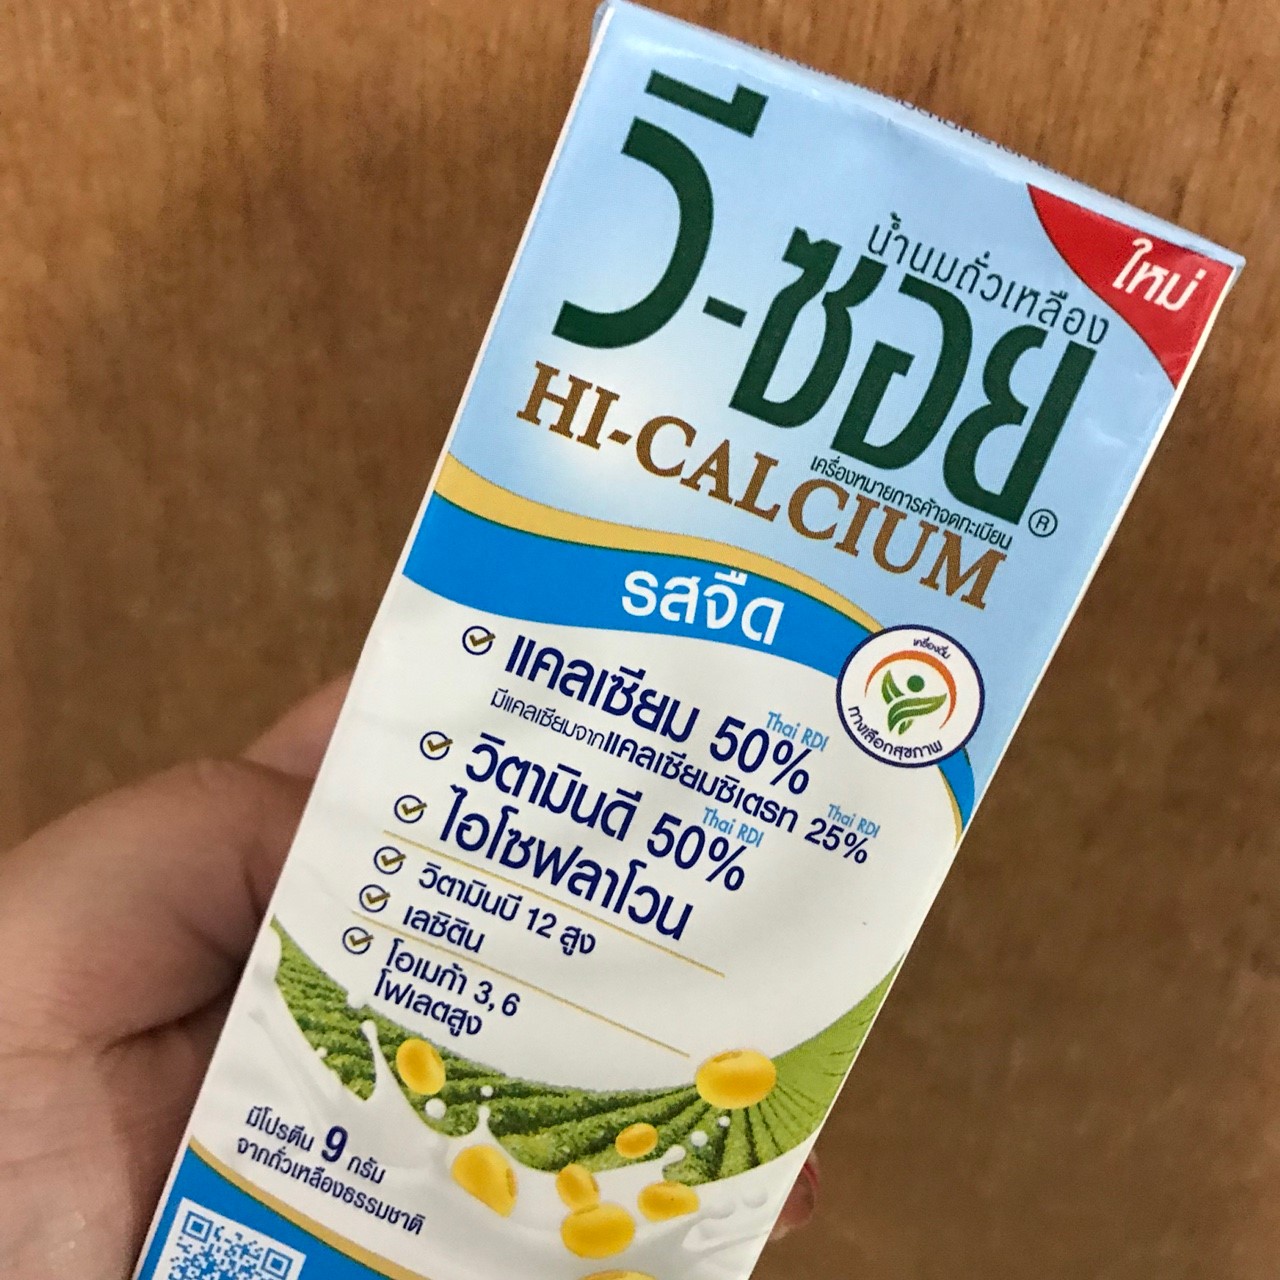 ใหม่
น้ำนมถั่วเหลือง
วี-ซอย
®
เครื่องหมายการค้าจดทะเบียน
HI-CALCIUM
รสจืด
เครื่องดื่ม
ทางเลือกสุขภาพ
แคลเซียม 50% Thai RDI
มีแคลเซียมจากแคลเซียมซิเตรท 25% Thai RDI
วิตามินดี 50% Thai RDI
ไอโซฟลาโวน
วิตามินบี 12 สูง
เลซิติน
โอเมก้า 3, 6
โฟเลตสูง
มีโปรตีน 9 กรัม
จากถั่วเหลืองธรรมชาติ